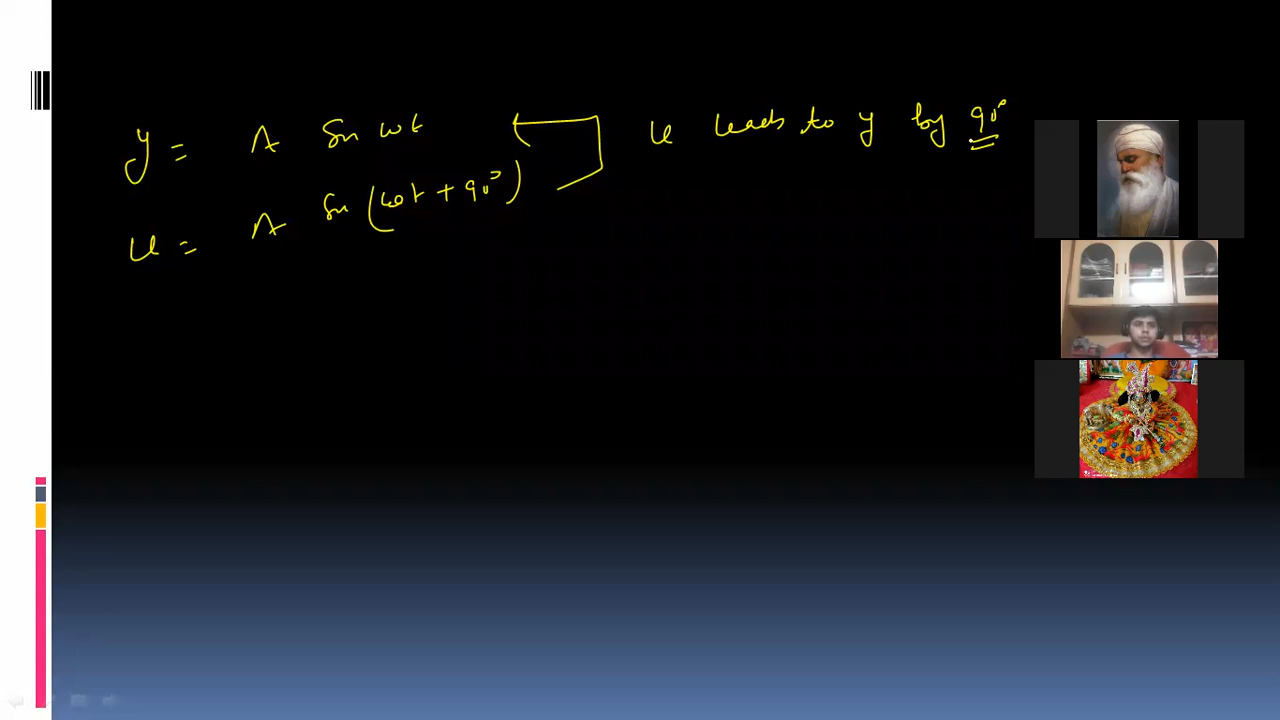 y = A Sin ωt
u leads to y by 90°
u = A Sin (ωt + 90°)